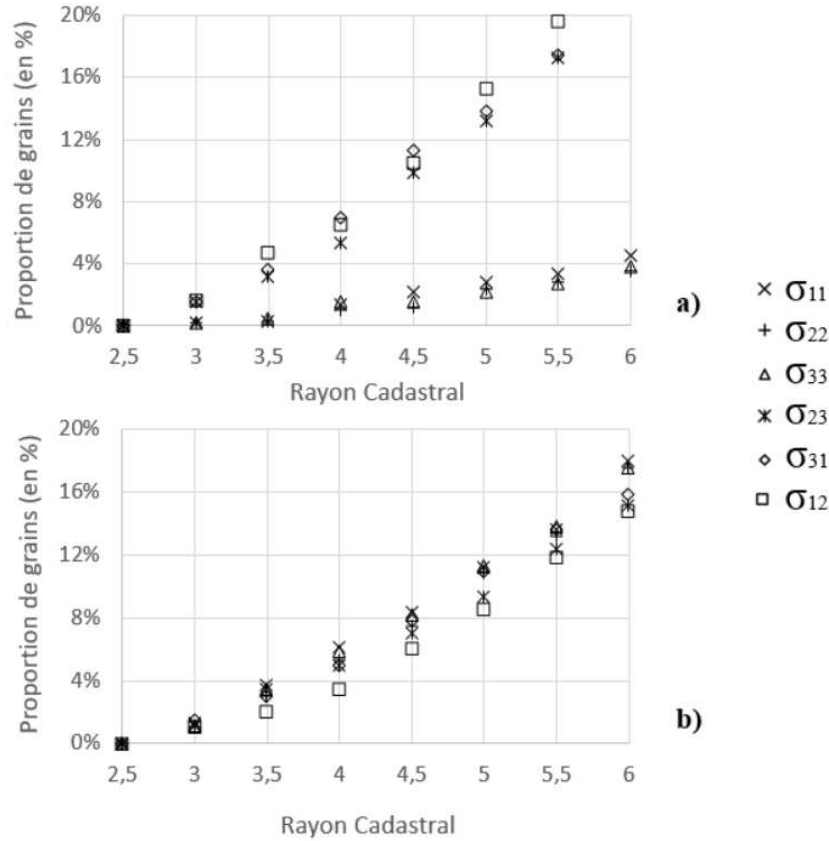 20%
16%
12%
8%
4%
0%
Proportion de grains (en %)
2,5 3 3,5 4 4,5 5 5,5 6
Rayon Cadastral
a)
20%
16%
12%
8%
4%
0%
Proportion de grains (en %)
2,5 3 3,5 4 4,5 5 5,5 6
Rayon Cadastral
b)
σ11
σ22
σ33
σ23
σ31
σ12